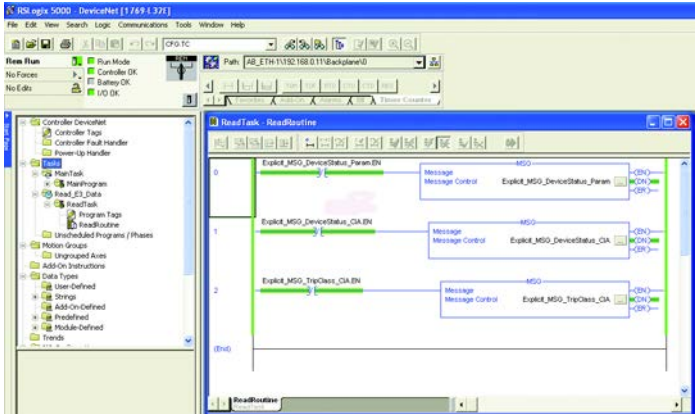 RSLogix 5000 - DeviceNet [1769-L32E]
File Edit View Search Logic Communications Tools Window Help
CFG.TC
Rem Run
Run Mode
REM
Path: AB_ETH-1\192.168.0.11\Backplane\0
No Forces
Controller OK
Battery OK
No Edits
I/O OK
Favorites Add-On Alarms Bit Timer/Counter
Start Page
Controller DeviceNet
Controller Tags
Controller Fault Handler
Power-Up Handler
Tasks
MainTask
MainProgram
Read_E3_Data
ReadTask
Program Tags
ReadRoutine
Unscheduled Programs / Phases
Motion Groups
Ungrouped Axes
Add-On Instructions
Data Types
User-Defined
Strings
Add-On-Defined
Predefined
Module-Defined
Trends
ReadTask - ReadRoutine
0
Explicit_MSG_DeviceStatus_Param.EN
MSG
Message
Message Control Explicit_MSG_DeviceStatus_Param ...
EN
DN
ER
1
Explicit_MSG_DeviceStatus_CIA.EN
MSG
Message
Message Control Explicit_MSG_DeviceStatus_CIA ...
EN
DN
ER
2
Explicit_MSG_TripClass_CIA.EN
MSG
Message
Message Control Explicit_MSG_TripClass_CIA ...
EN
DN
ER
(End)
ReadRoutine